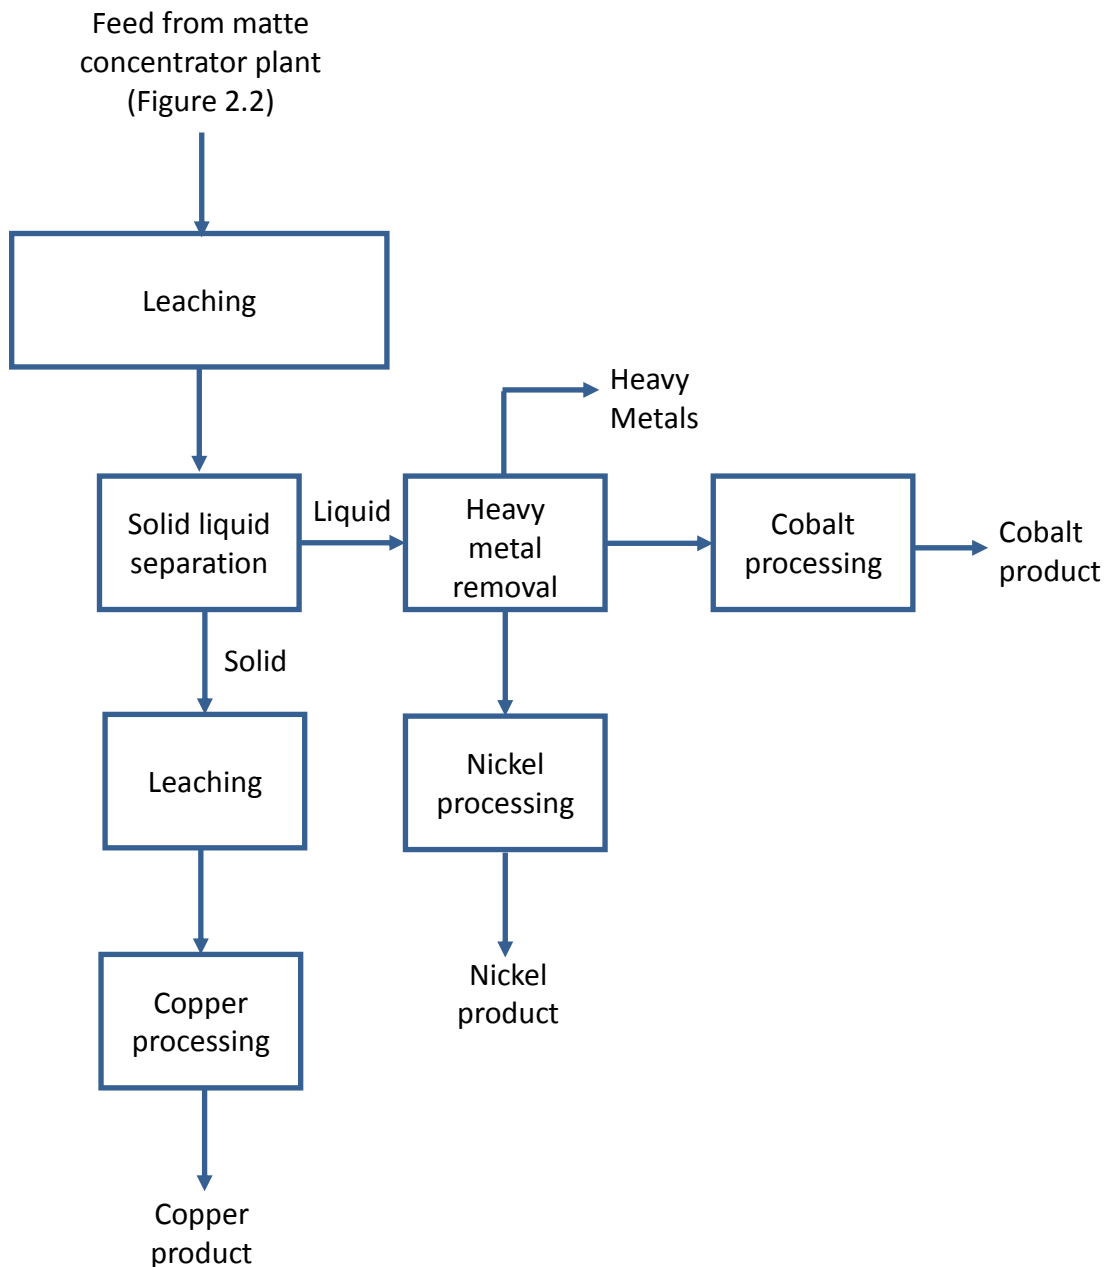 Feed from matte
concentrator plant
(Figure 2.2)
Leaching
Heavy
Metals
Solid liquid
separation
Liquid
Heavy
metal
removal
Cobalt
processing
Cobalt
product
Solid
Leaching
Nickel
processing
Copper
processing
Nickel
product
Copper
product